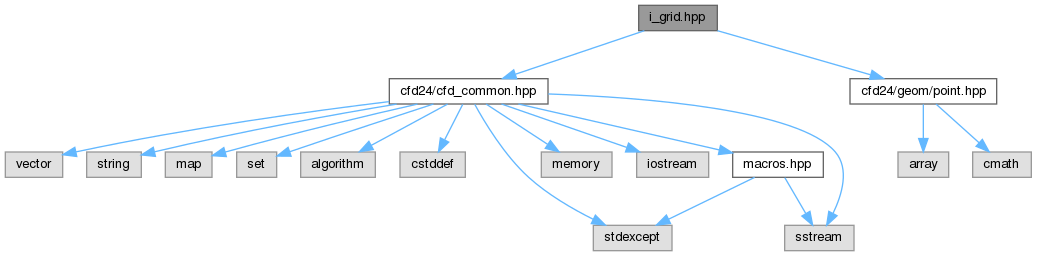 i_grid.hpp
cfd24/cfd_common.hpp
cfd24/geom/point.hpp
vector
string
map
set
algorithm
cstddef
memory
iostream
macros.hpp
array
cmath
stdexcept
sstream